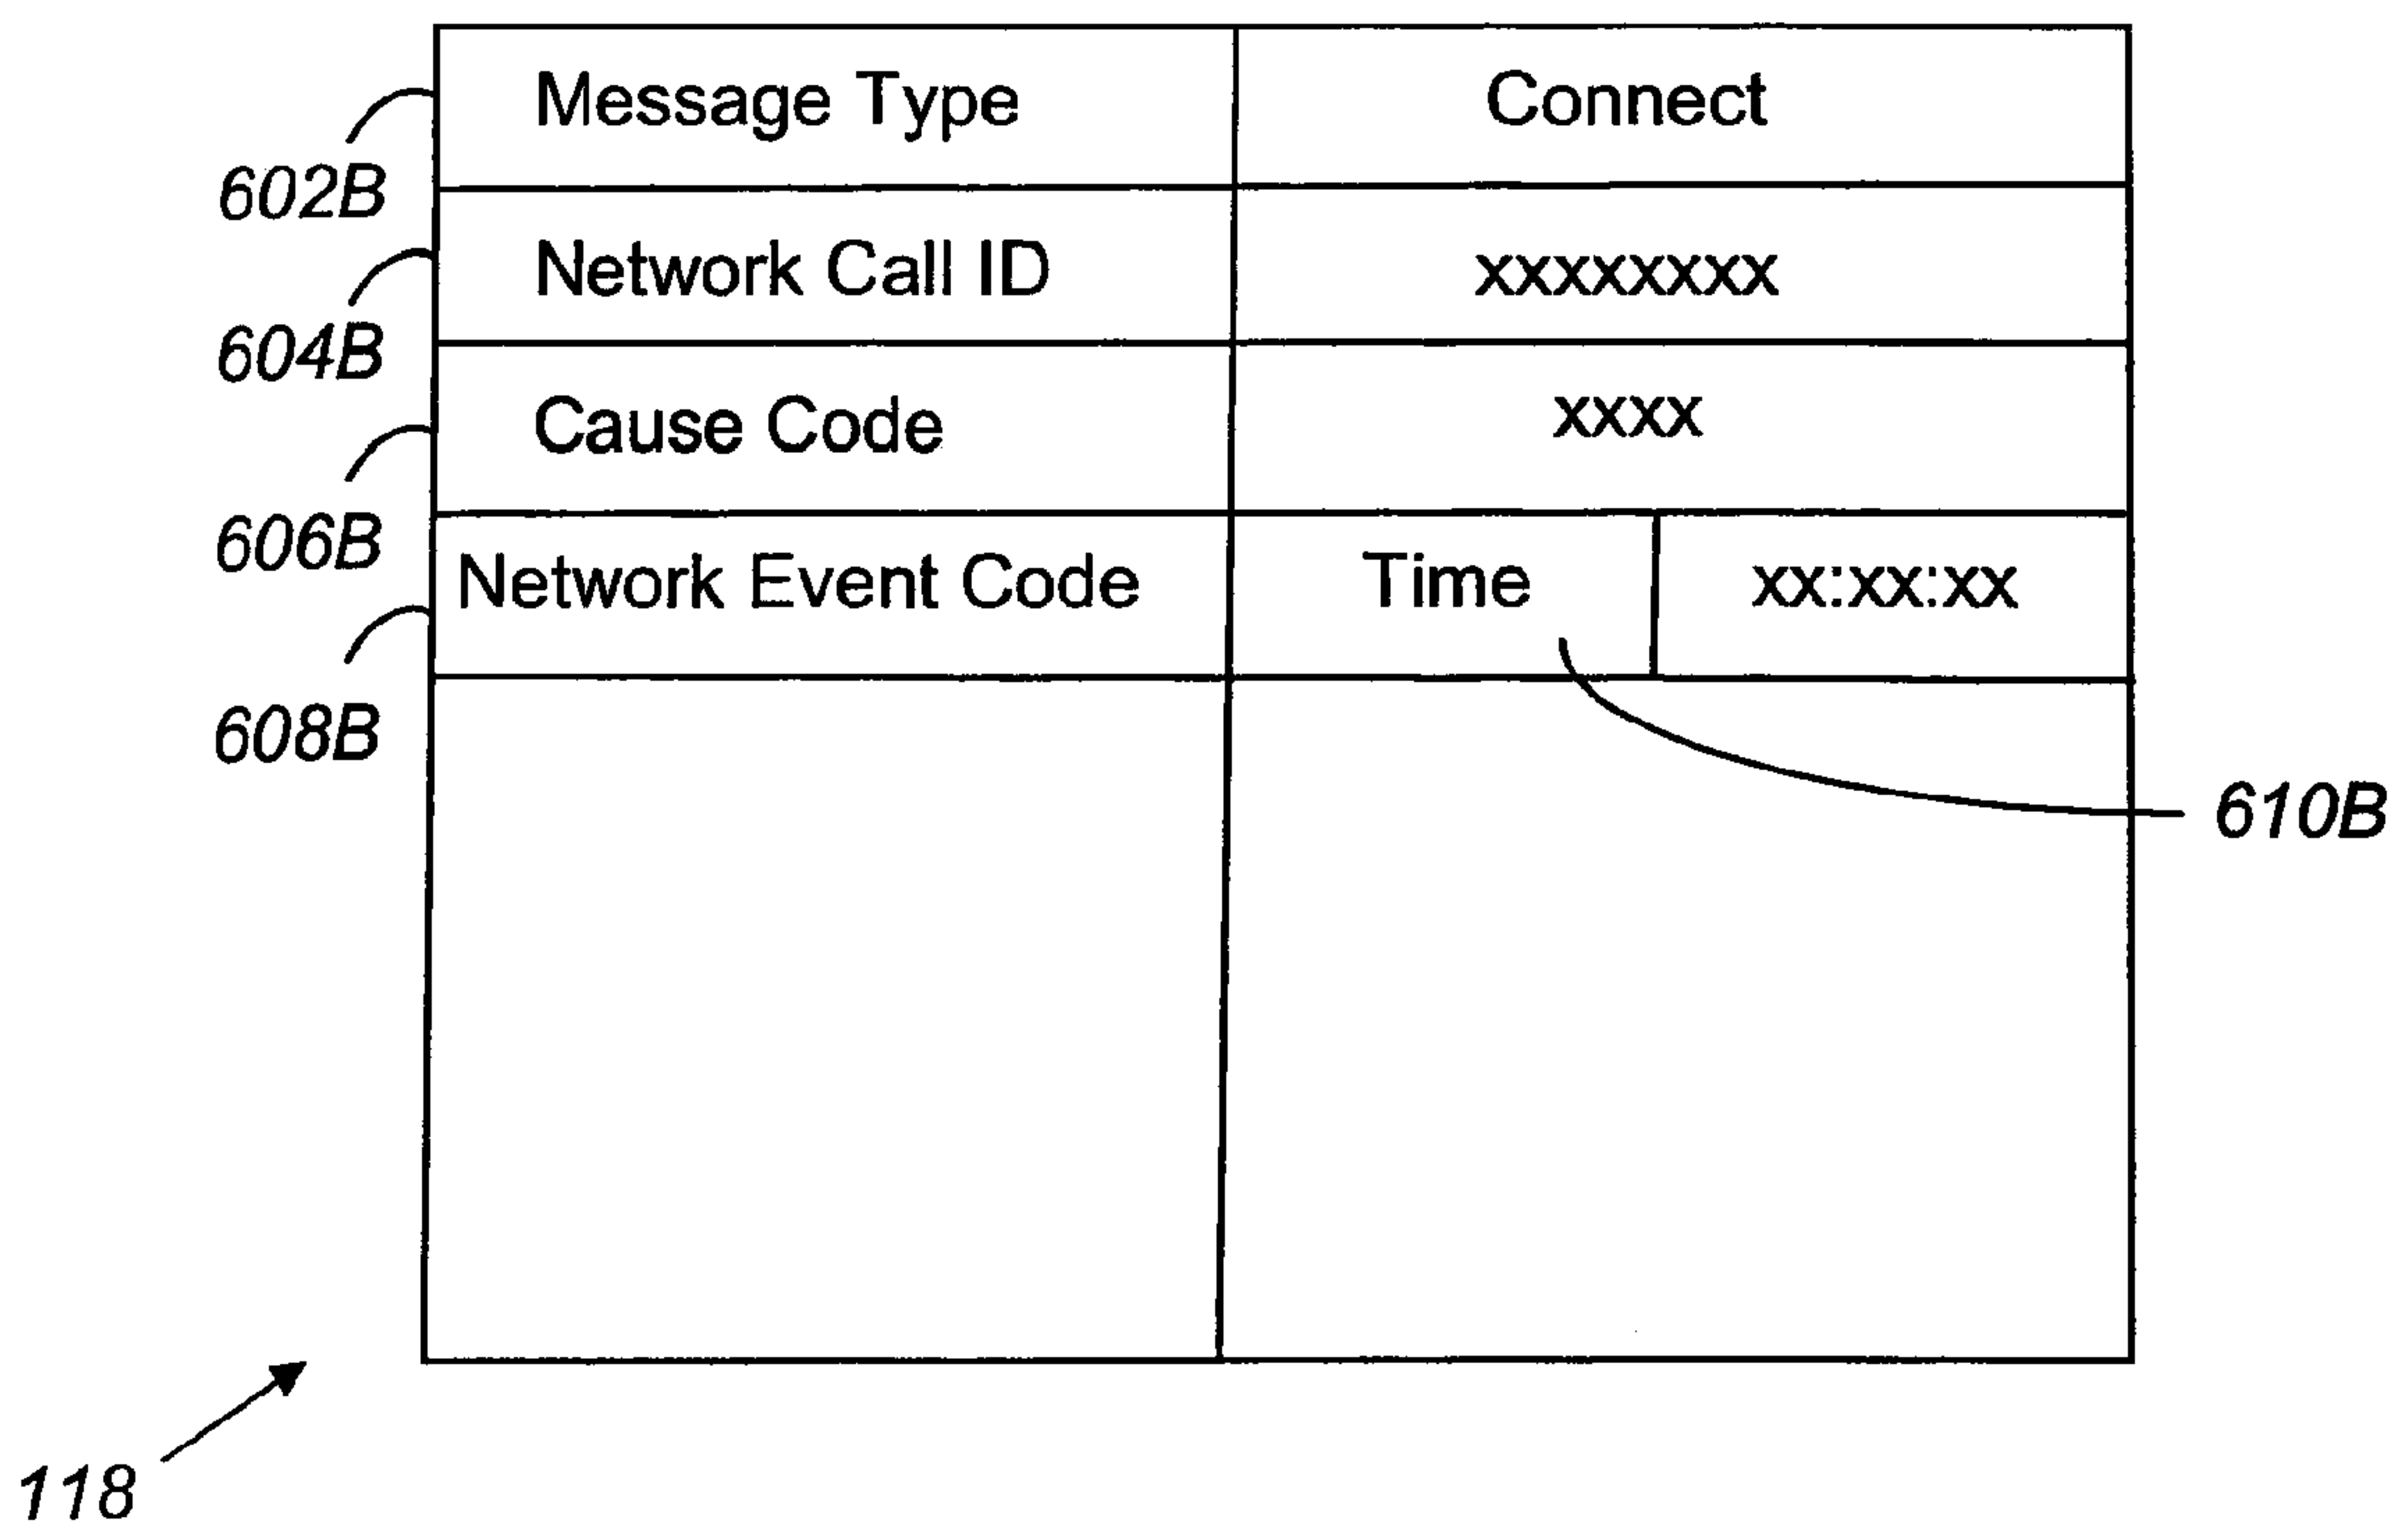 Message Type Connect
602B
Network Call ID xxxxxxxx
604B
Cause Code xxxx
606B
Network Event Code Time xx:xx:xx
608B
610B
118